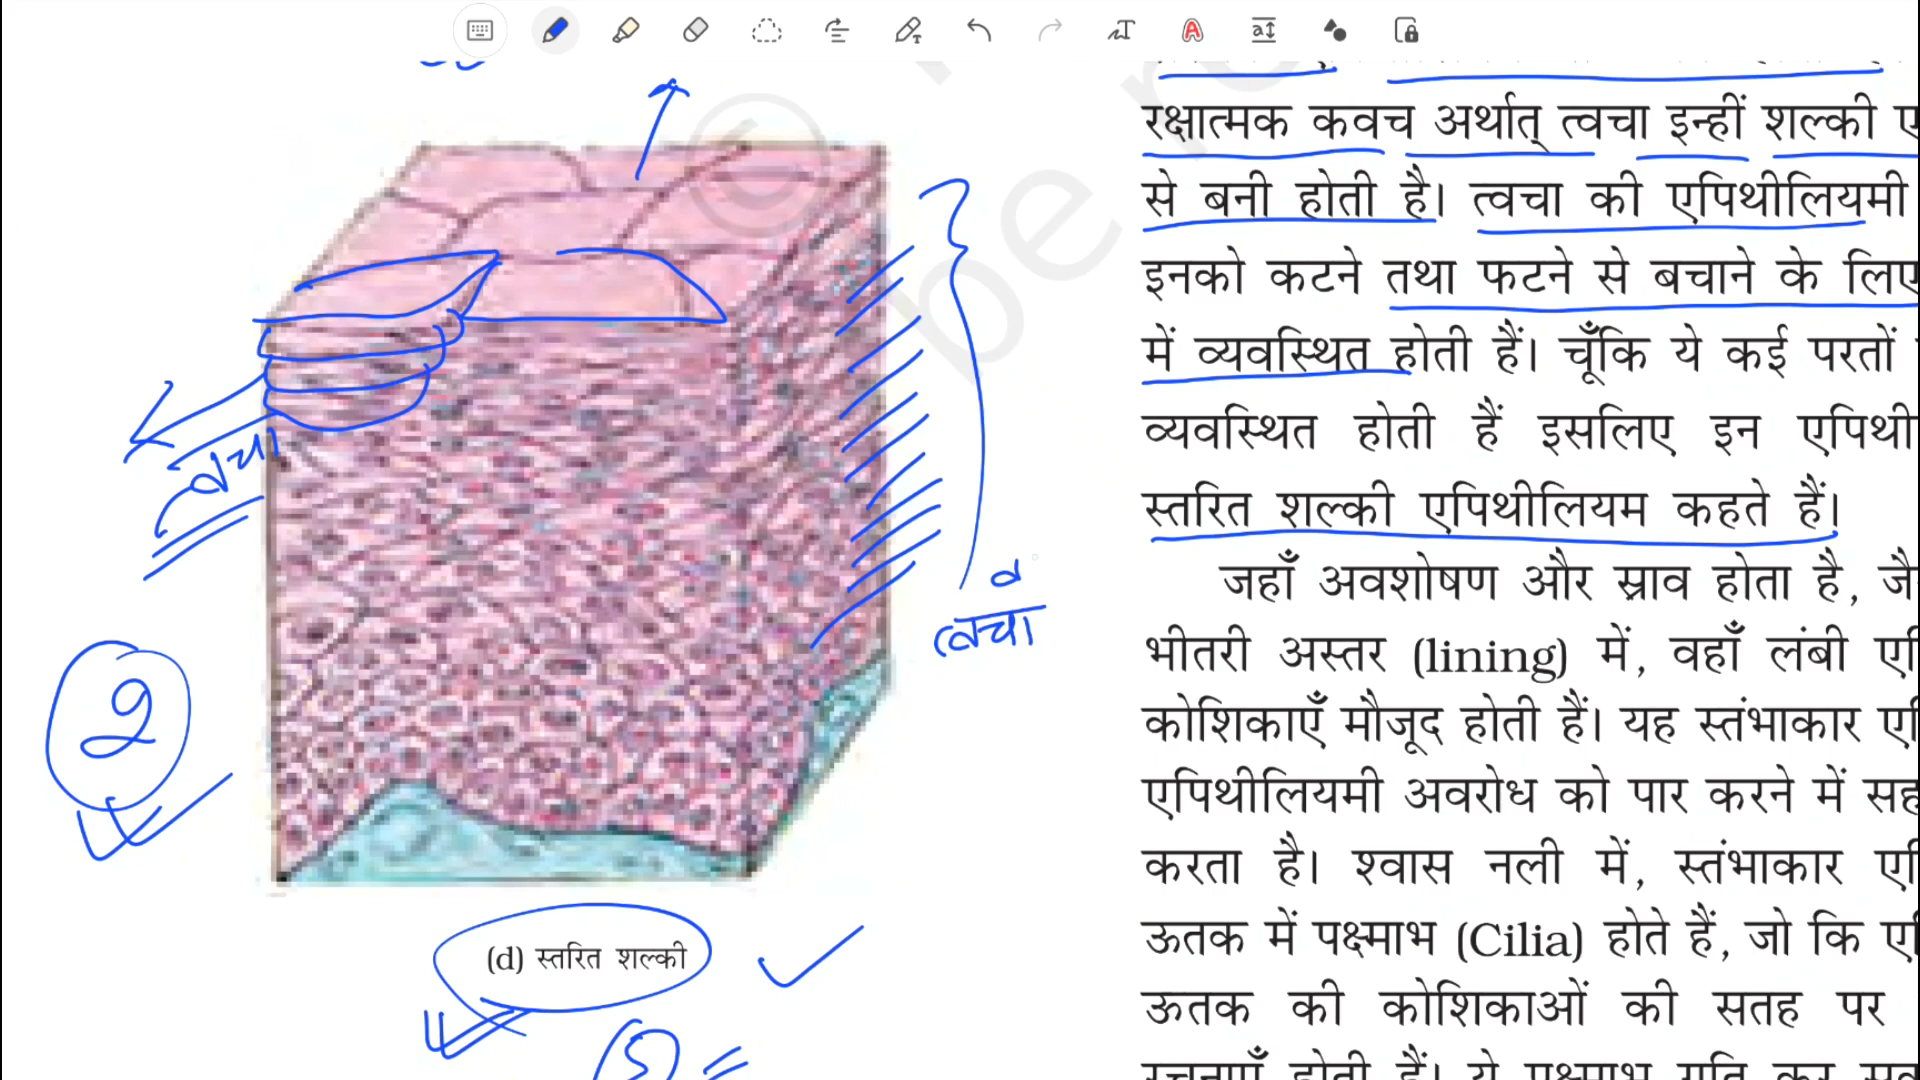 रक्षात्मक कवच अर्थात् त्वचा इन्हीं शल्की
से बनी होती है। त्वचा की एपिथीलियमी
इनको कटने तथा फटने से बचाने के लिए
में व्यवस्थित होती हैं। चूँकि ये कई परतों
व्यवस्थित होती हैं इसलिए इन एपिथी
स्तरित शल्की एपिथीलियम कहते हैं।
जहाँ अवशोषण और स्राव होता है, जै
भीतरी अस्तर (lining) में, वहाँ लंबी
कोशिकाएँ मौजूद होती हैं। यह स्तंभाकार
एपिथीलियमी अवरोध को पार करने में सह
करता है। श्वास नली में, स्तंभाकार
ऊतक में पक्ष्माभ (Cilia) होते हैं, जो कि
ऊतक की कोशिकाओं की सतह पर
त्वचा
त्वचा
2
(d) स्तरित शल्की
be re